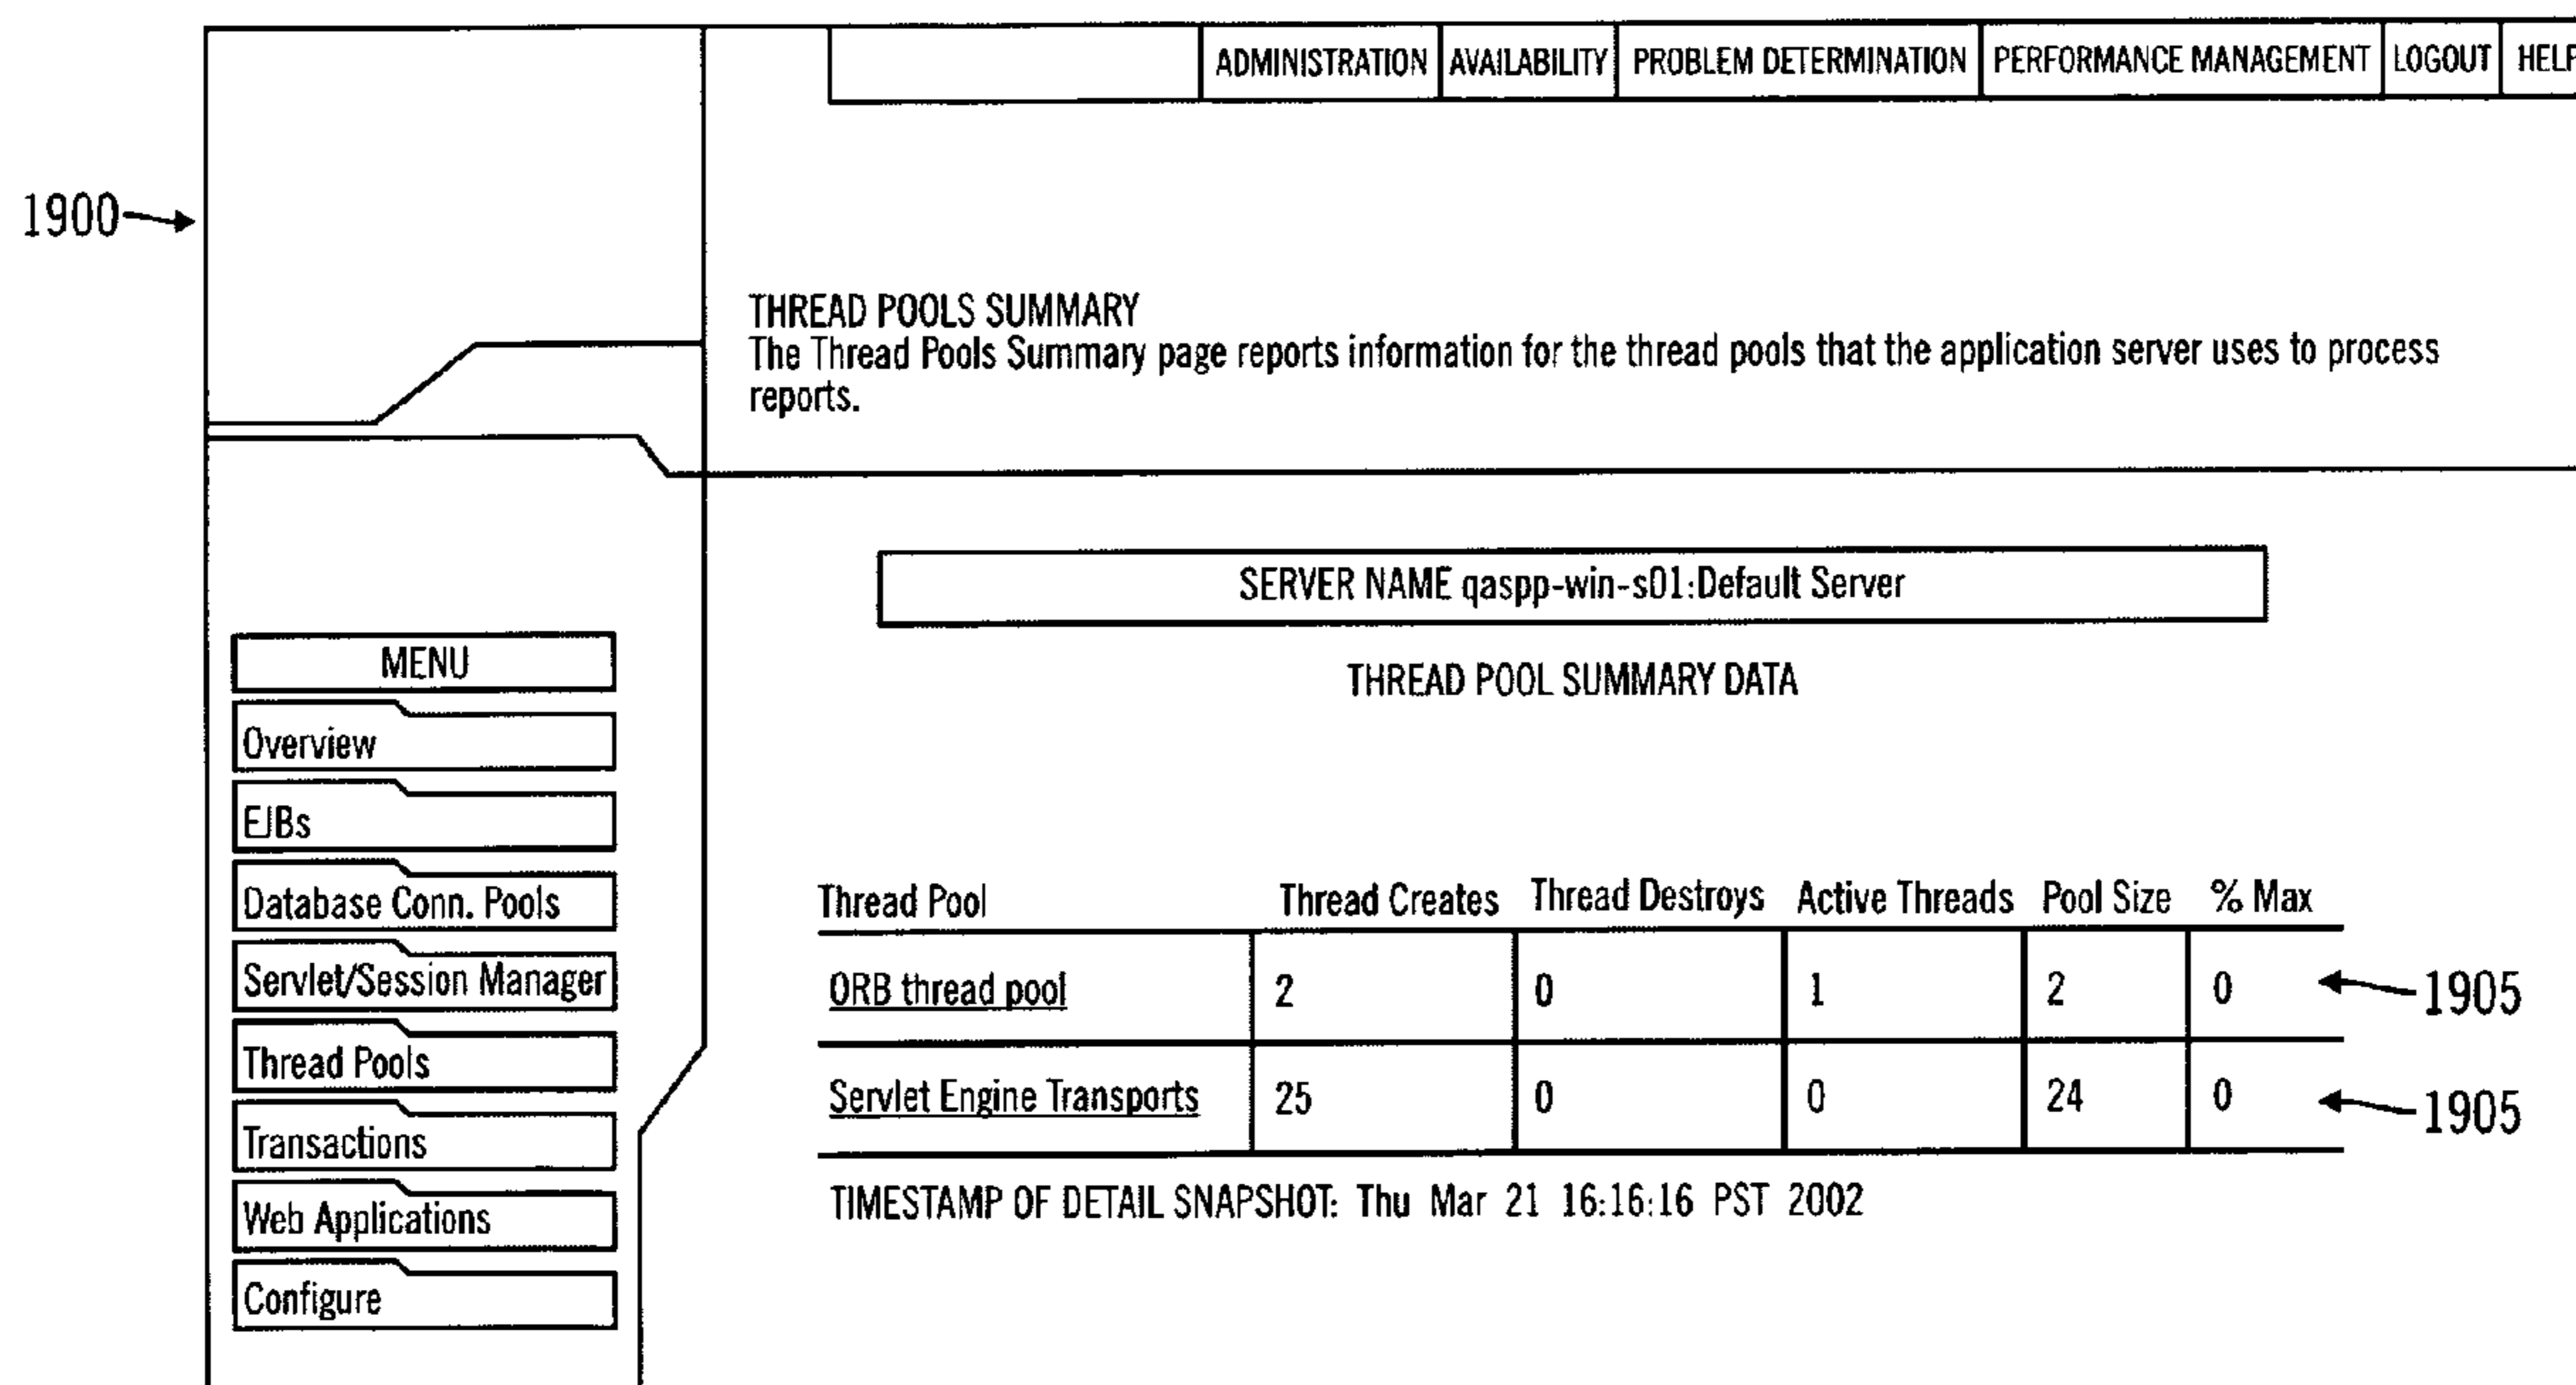 ADMINISTRATION AVAILABILITY PROBLEM DETERMINATION PERFORMANCE MANAGEMENT LOGOUT HELP
1900
THREAD POOLS SUMMARY
The Thread Pools Summary page reports information for the thread pools that the application server uses to process
reports.
SERVER NAME qaspp-win-s01:Default Server
THREAD POOL SUMMARY DATA
MENU
Overview
EJBs
Database Conn. Pools
Servlet/Session Manager
Thread Pools
Transactions
Web Applications
Configure
Thread Pool Thread Creates Thread Destroys Active Threads Pool Size % Max
ORB thread pool 2 0 1 2 0 1905
Servlet Engine Transports 25 0 0 24 0 1905
TIMESTAMP OF DETAIL SNAPSHOT: Thu Mar 21 16:16:16 PST 2002